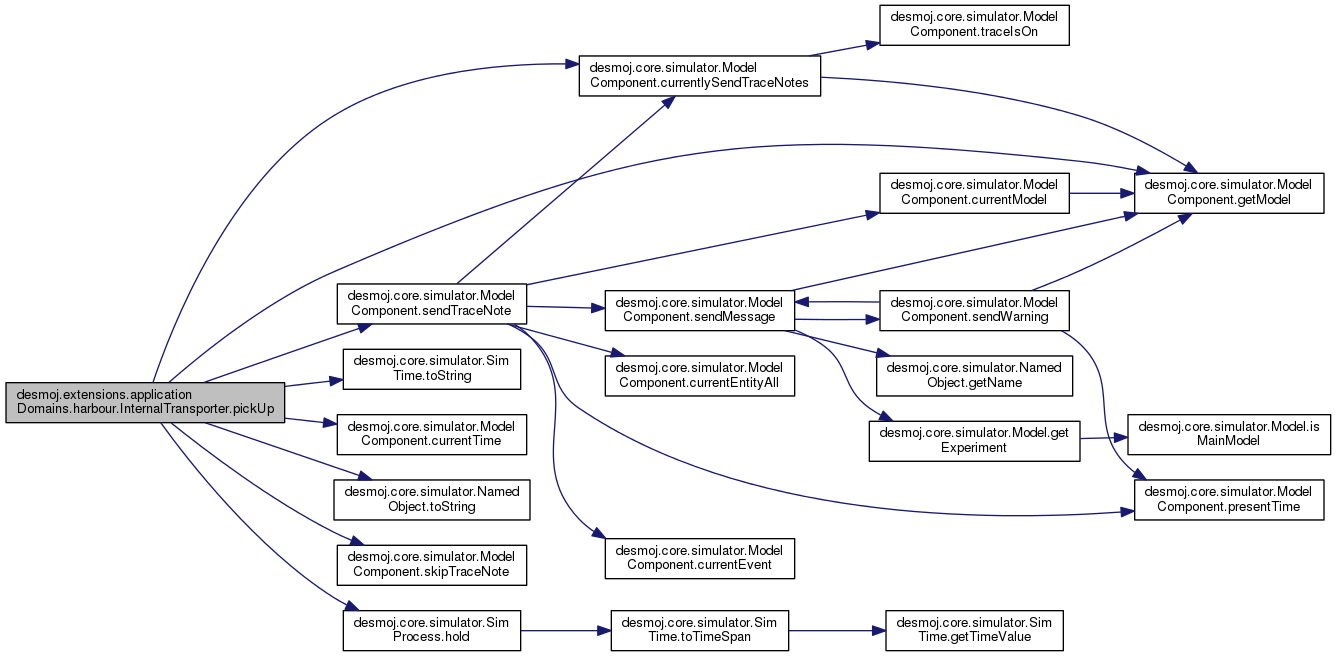 desmoj.core.simulator.Model
Component.traceIsOn
desmoj.core.simulator.Model
Component.currentlySendTraceNotes
desmoj.core.simulator.Model
Component.currentModel
desmoj.core.simulator.Model
Component.getModel
desmoj.core.simulator.Model
Component.sendTraceNote
desmoj.core.simulator.Model
Component.sendMessage
desmoj.core.simulator.Model
Component.sendWarning
desmoj.core.simulator.Sim
Time.toString
desmoj.core.simulator.Model
Component.currentEntityAll
desmoj.core.simulator.Named
Object.getName
desmoj.extensions.application
Domains.harbour.InternalTransporter.pickUp
desmoj.core.simulator.Model
Component.currentTime
desmoj.core.simulator.Model.get
Experiment
desmoj.core.simulator.Model.is
MainModel
desmoj.core.simulator.Named
Object.toString
desmoj.core.simulator.Model
Component.presentTime
desmoj.core.simulator.Model
Component.skipTraceNote
desmoj.core.simulator.Model
Component.currentEvent
desmoj.core.simulator.Sim
Process.hold
desmoj.core.simulator.Sim
Time.toTimeSpan
desmoj.core.simulator.Sim
Time.getTimeValue